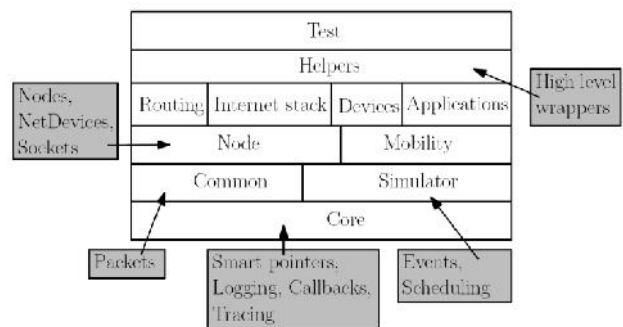 Test
Helpers
High level
wrappers
Nodes,
NetDevices,
Sockets
Routing Internet stack Devices Applications
Node Mobility
Common Simulator
Core
Packets
Smart pointers,
Logging, Callbacks,
Tracing
Events,
Scheduling